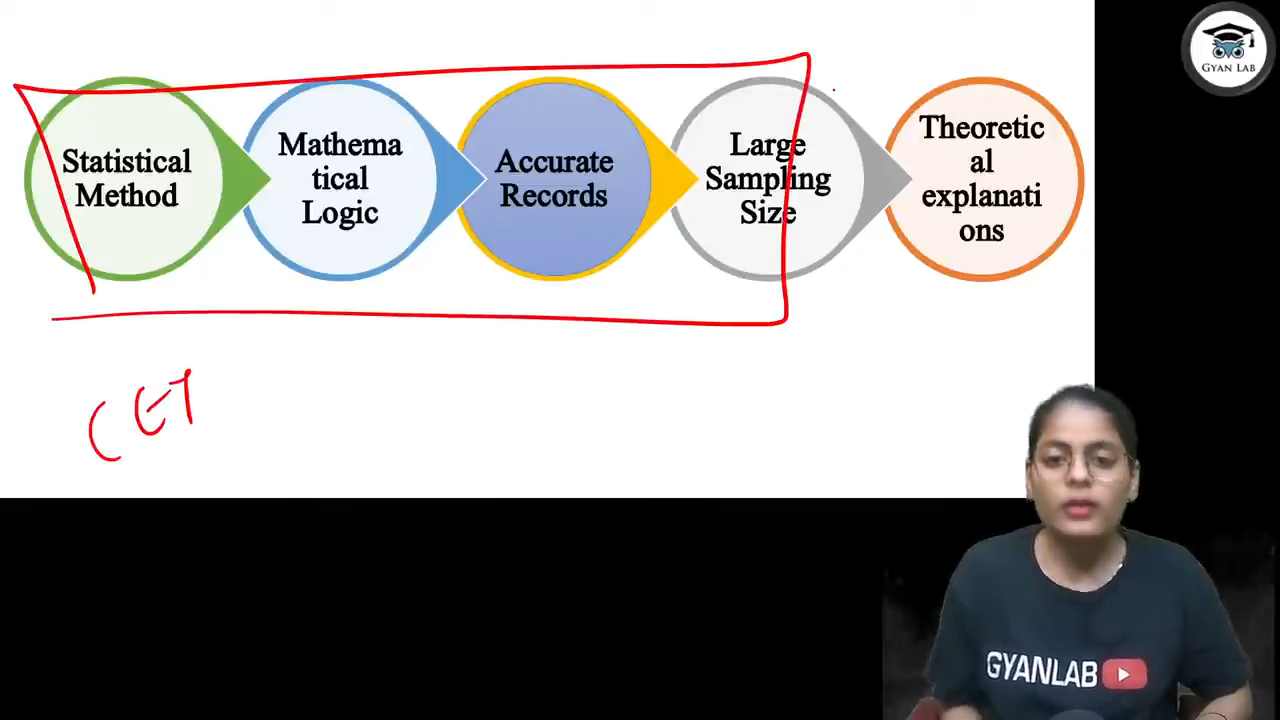 GYAN LAB
Statistical
Method
Mathema
tical
Logic
Accurate
Records
Large
Sampling
Size
Theoretic
al
explanati
ons
GYANLAB